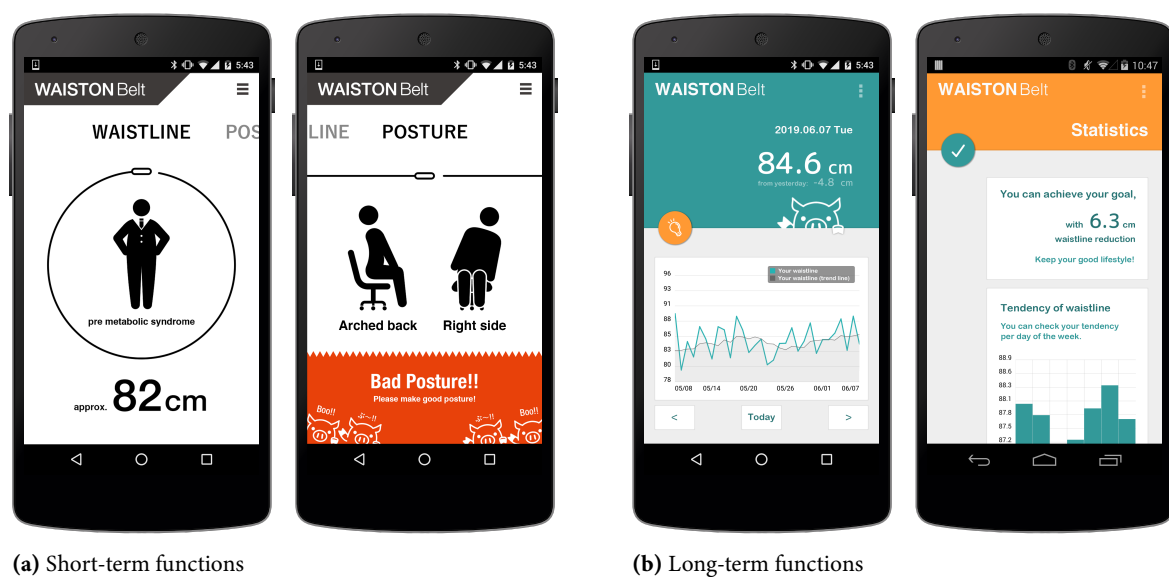 5:43
WAISTON Belt
WAISTLINE POS
pre metabolic syndrome
approx. 82cm
5:43
WAISTON Belt
LINE POSTURE
Arched back Right side
Bad Posture!!
Please make good posture!
Boo!! ぶ〜!! ぶ〜!! Boo!!
(a) Short-term functions
5:43
WAISTON Belt
2019.06.07 Tue
84.6 cm
from yesterday: -4.8 cm
Your waistline
Your waistline (trend line)
96
93
91
88
85
83
80
78
05/08 05/14 05/20 05/26 06/01 06/07
< Today >
10:47
WAISTON Belt
Statistics
You can achieve your goal,
with 6.3 cm
waistline reduction
Keep your good lifestyle!
Tendency of waistline
You can check your tendency
per day of the week.
88.9
88.6
88.3
88.1
87.8
87.5
87.2
(b) Long-term functions